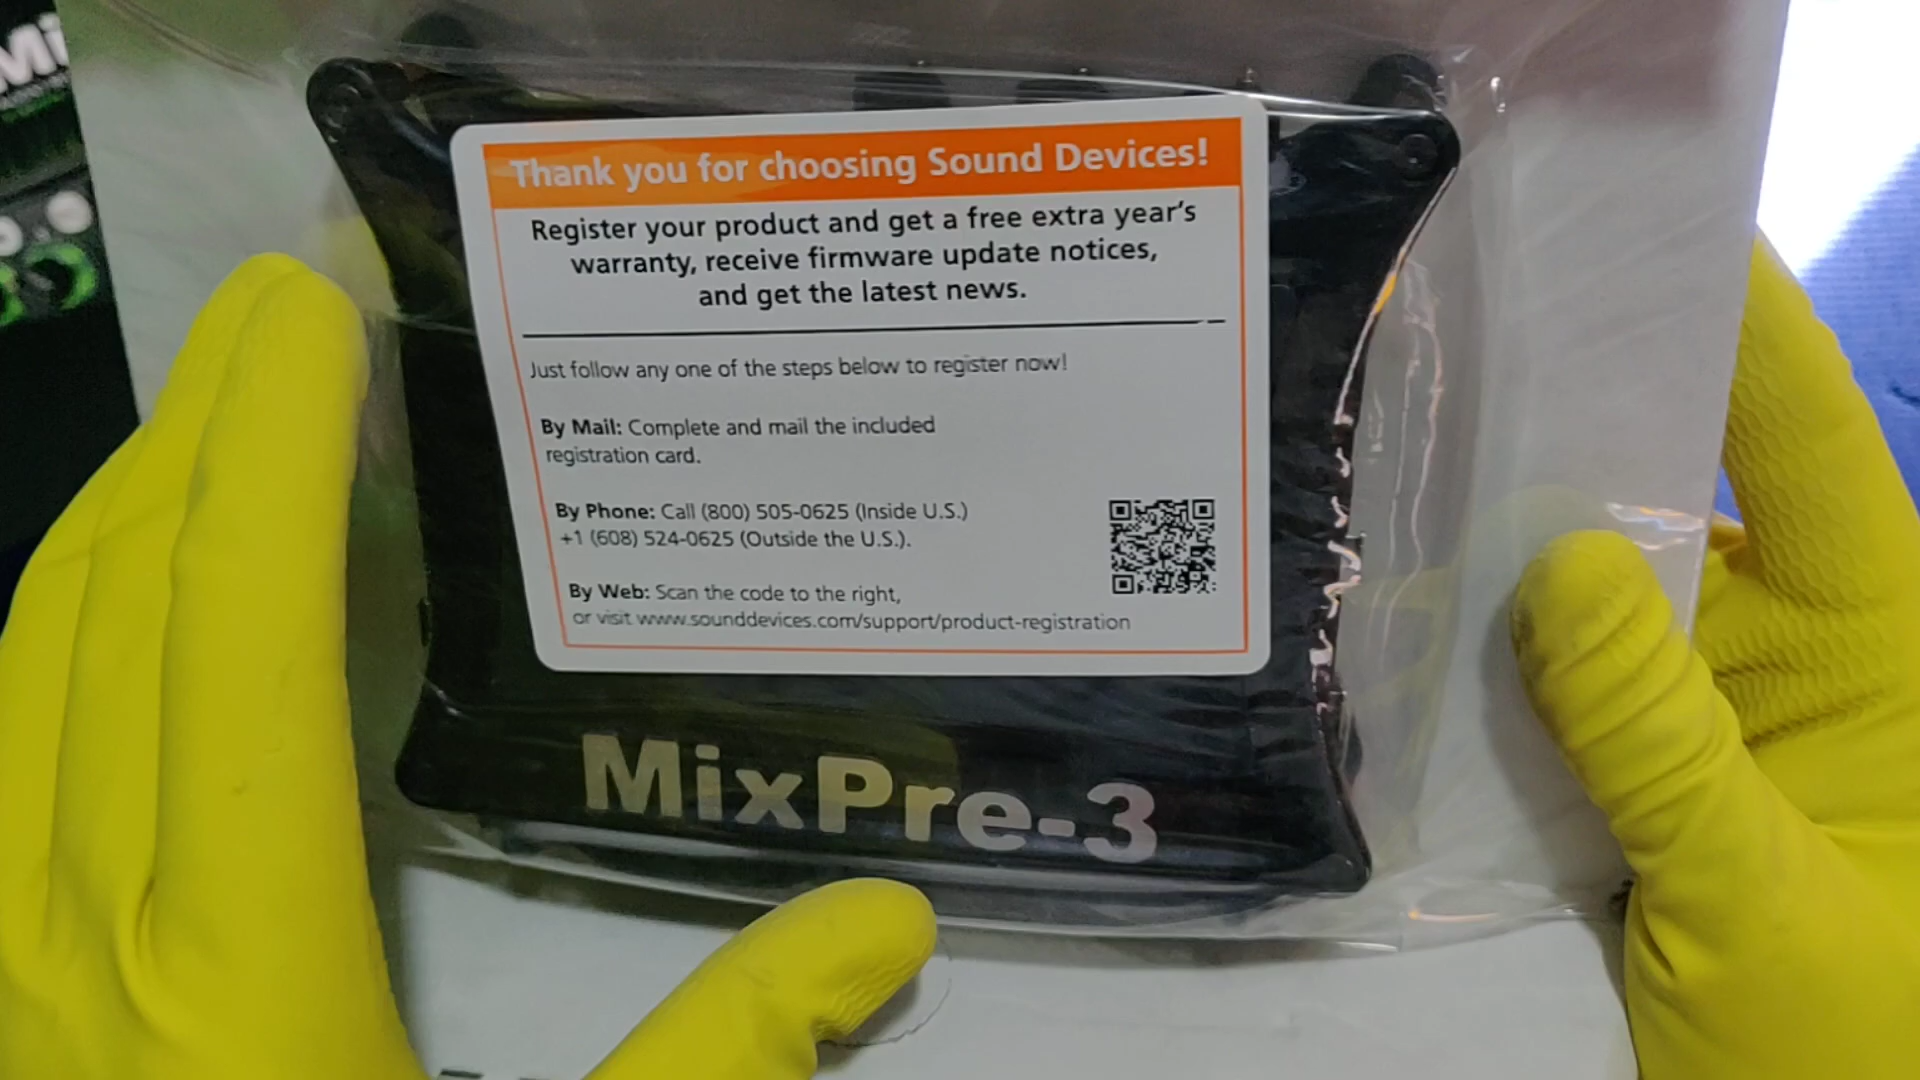 Mi
Thank you for choosing Sound Devices!
Register your product and get a free extra year's
warranty, receive firmware update notices,
and get the latest news.
Just follow any one of the steps below to register now!
By Mail: Complete and mail the included
registration card.
By Phone: Call (800) 505-0625 (Inside U.S.)
+1 (608) 524-0625 (Outside the U.S.).
By Web: Scan the code to the right,
or visit www.sounddevices.com/support/product-registration
MixPre-3